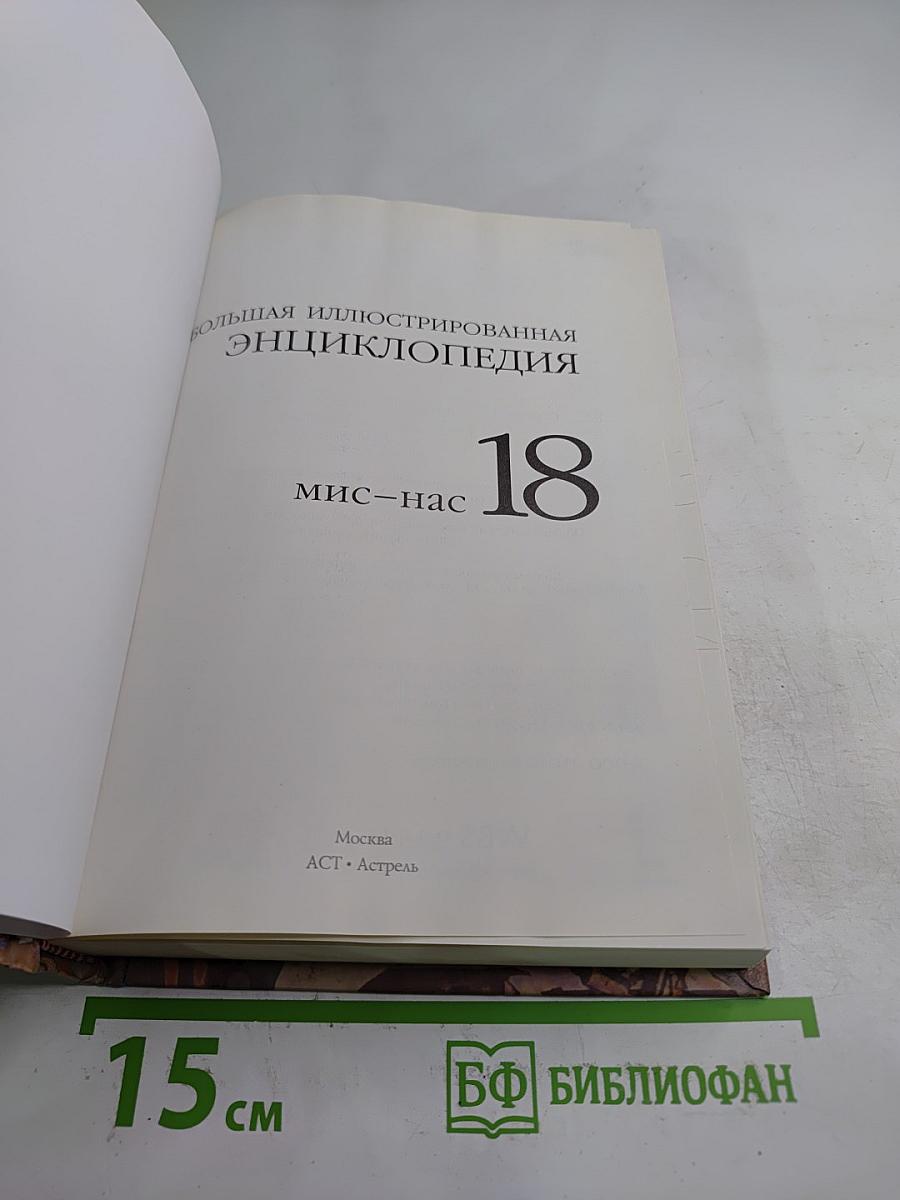 БОЛЬШАЯ ИЛЛЮСТРИРОВАННАЯ
ЭНЦИКЛОПЕДИЯ
мис–нас 18
Москва
АСТ • Астрель
15 см
БФ БИБЛИОФАН